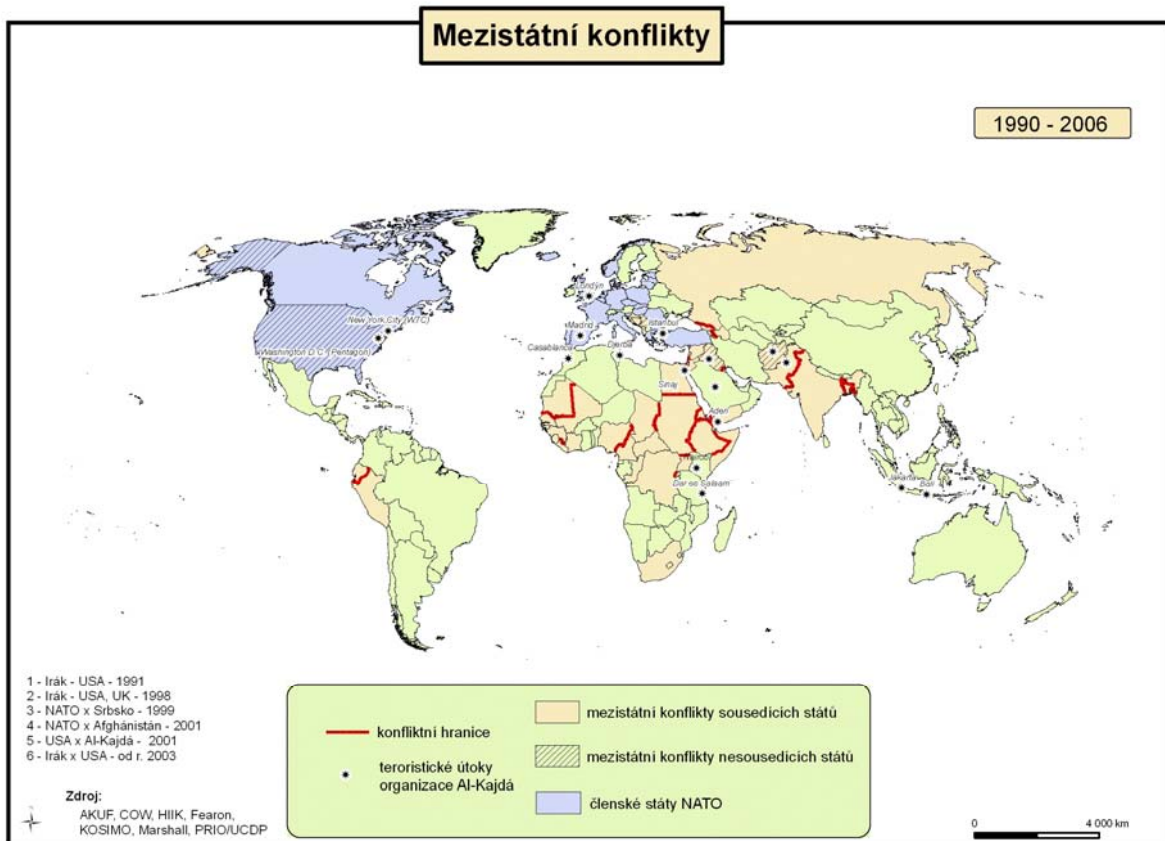 Mezistátní konflikty
1990 - 2006
Londýn
New York City (WTC)
Madrid
Istanbul
Washington D.C. (Pentagon)
Casablanca
Djerba
Sinaj
Aden
Nairobi
Dar es Salaam
Jakarta
Bali
1 - Irák - USA - 1991
2 - Irák - USA, UK - 1998
3 - NATO x Srbsko - 1999
4 - NATO x Afghánistán - 2001
5 - USA x Al-Kajdá - 2001
6 - Irák x USA - od r. 2003
Zdroj:
AKUF, COW, HIIK, Fearon,
KOSIMO, Marshall, PRIO/UCDP
konfliktní hranice
teroristické útoky
organizace Al-Kajdá
mezistátní konflikty sousedících států
mezistátní konflikty nesousedících států
členské státy NATO
0 4 000 km